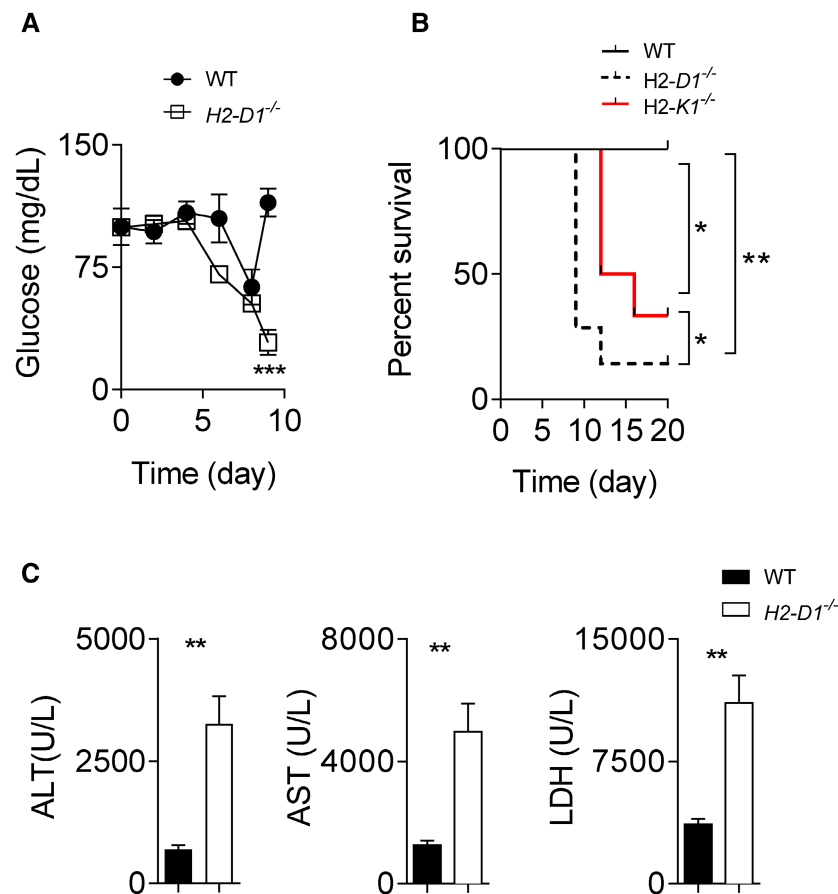 A
WT
H2-D1-/-
150
75
0
Glucose (mg/dL)
***
0 5 10
Time (day)
B
WT
H2-D1-/-
H2-K1-/-
100
50
0
Percent survival
*
*
**
0 5 10 15 20
Time (day)
C
WT
H2-D1-/-
5000
2500
0
ALT(U/L)
**
8000
4000
0
AST (U/L)
**
15000
7500
0
LDH (U/L)
**